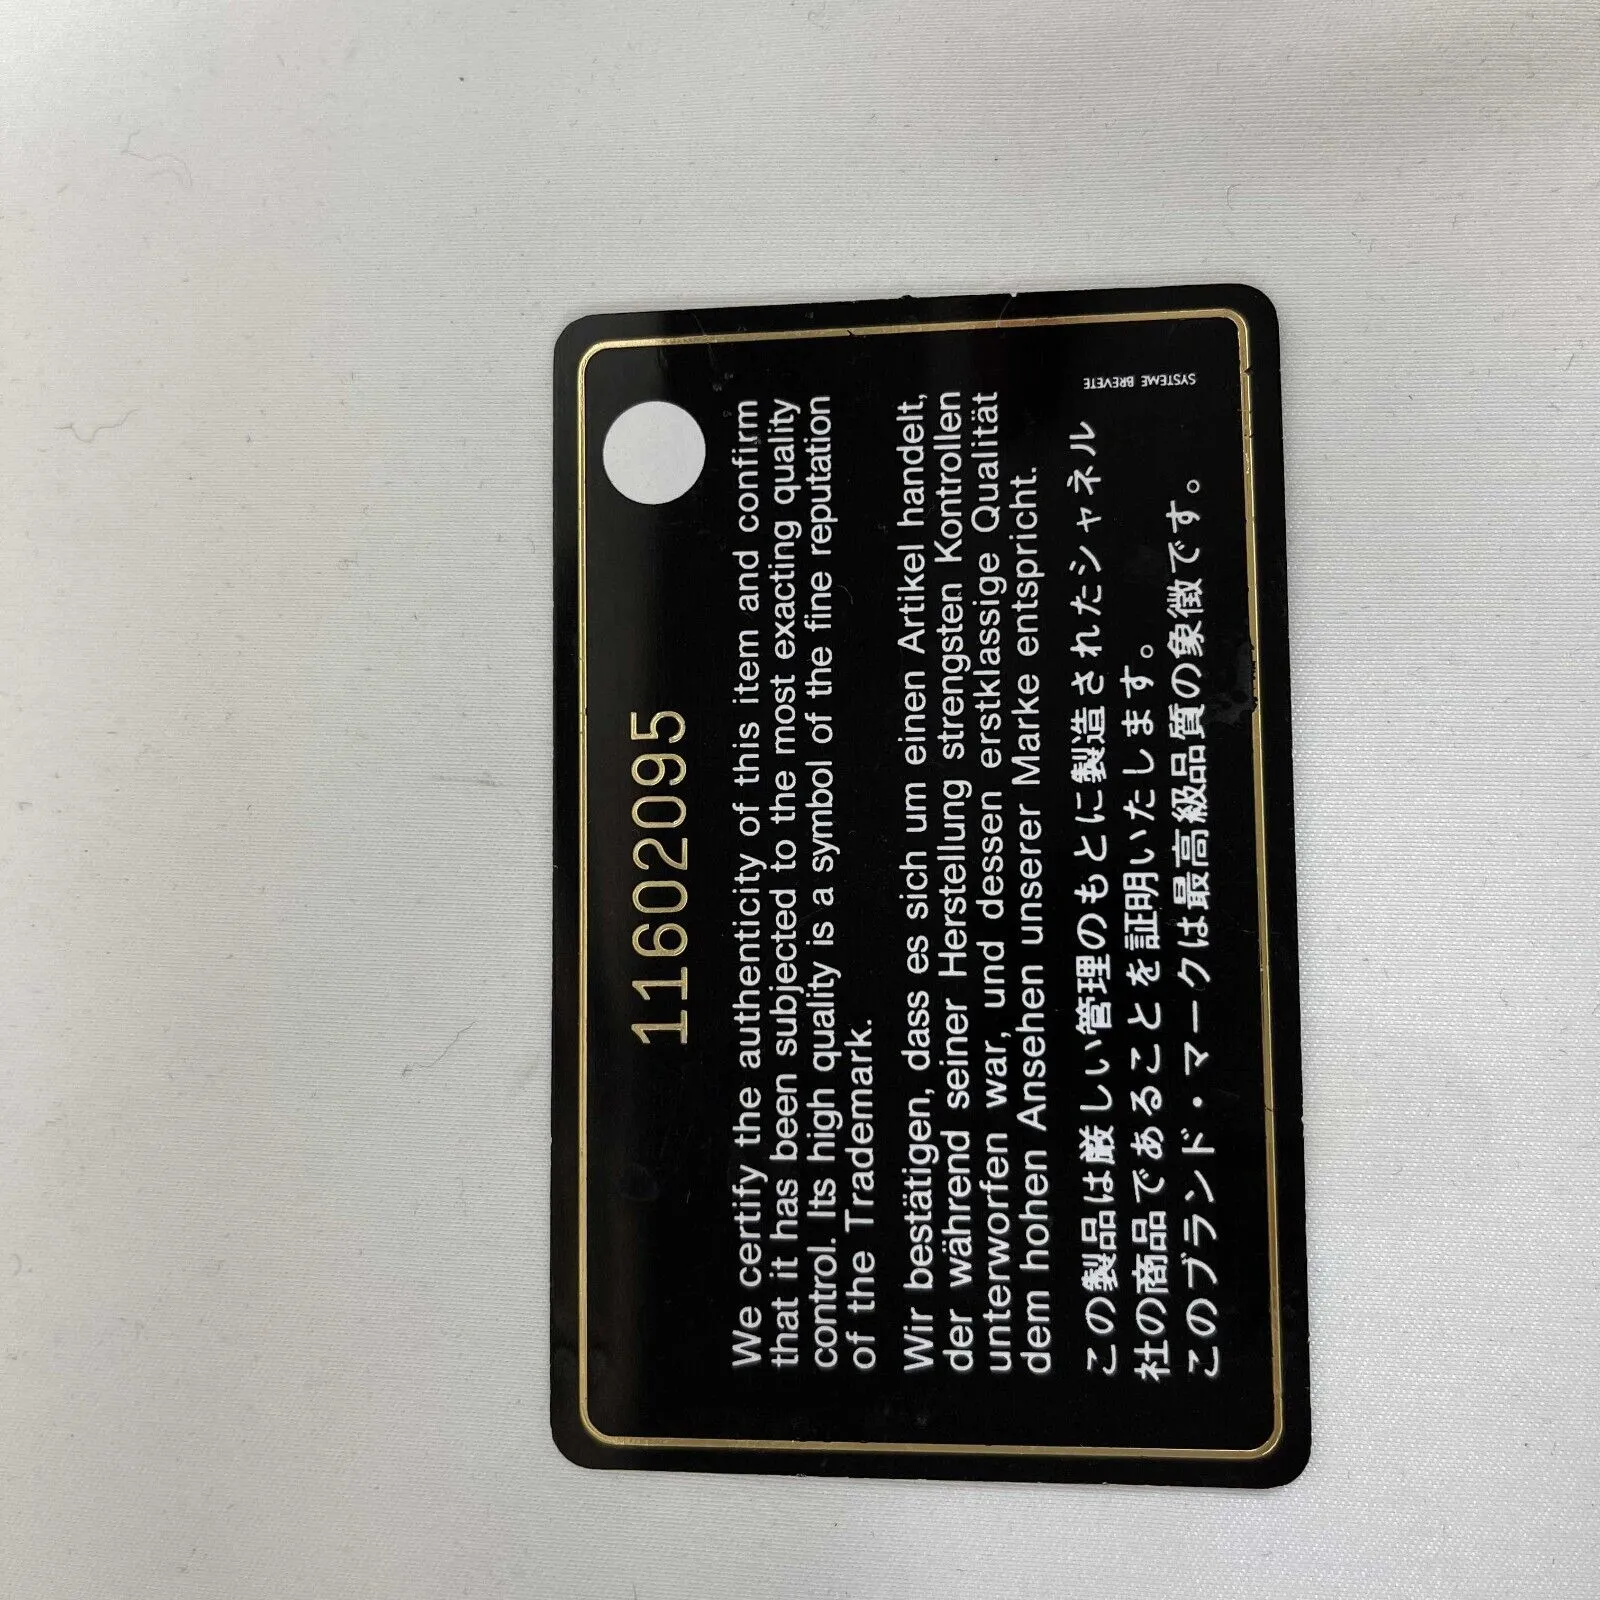 11602095
We certify the authenticity of this item and confirm
that it has been subjected to the most exacting quality
control. Its high quality is a symbol of the fine reputation
of the Trademark.
Wir bestätigen, dass es sich um einen Artikel handelt,
der während seiner Herstellung strengsten Kontrollen
unterworfen war, und dessen erstklassige Qualität
dem hohen Ansehen unserer Marke entspricht.
この製品は厳しい管理のもとに製造されたシャネル
社の商品であることを証明いたします。
このブランド・マークは最高級品質の象徴です。
SYSTEME BREVETE